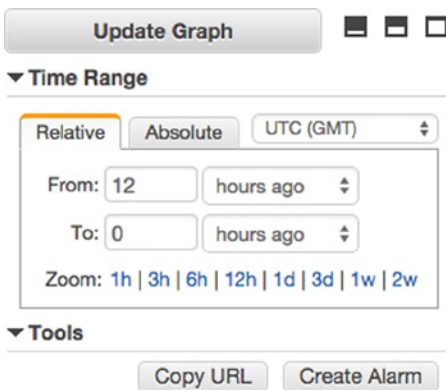 Update Graph
Time Range
Relative Absolute UTC (GMT)
From: 12 hours ago
To: 0 hours ago
Zoom: 1h | 3h | 6h | 12h | 1d | 3d | 1w | 2w
Tools
Copy URL Create Alarm